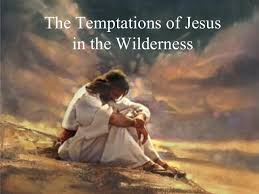 The Temptations of Jesus
in the Wilderness